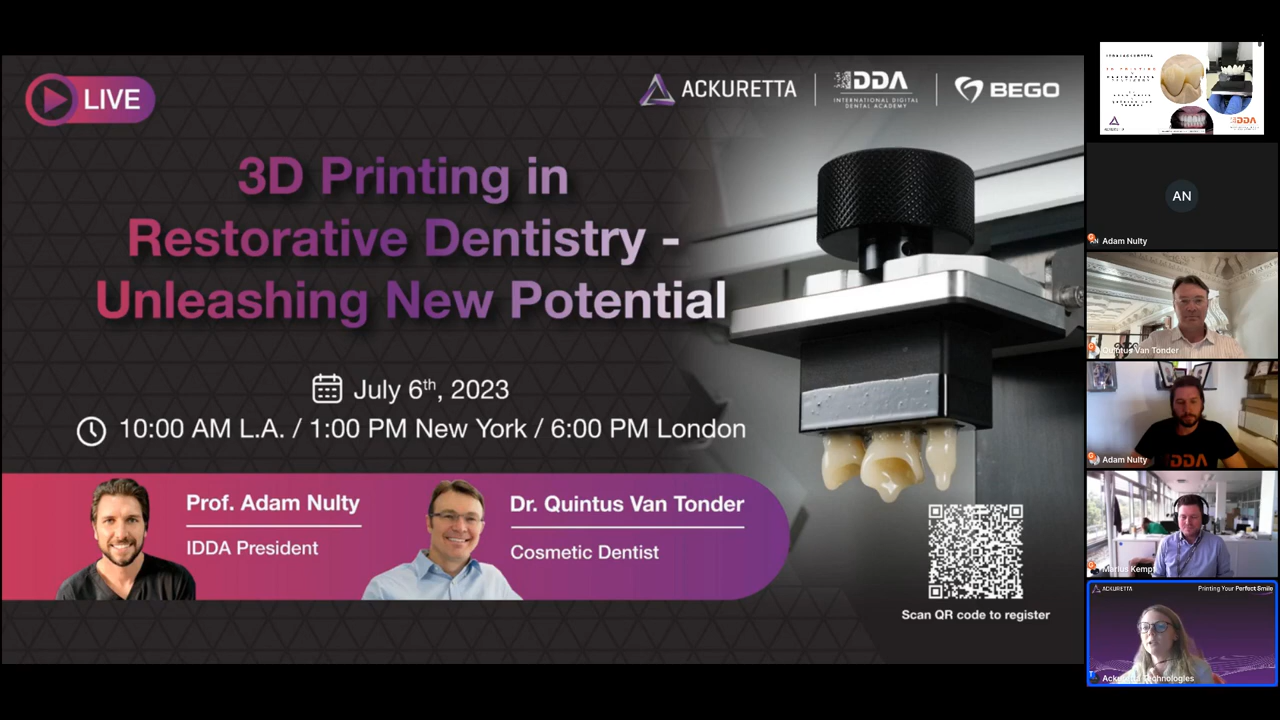 LIVE
ACKURETTA
IDDA
INTERNATIONAL DIGITAL
DENTAL ACADEMY
BEGO
3D Printing in
Restorative Dentistry -
Unleashing New Potential
July 6th, 2023
10:00 AM L.A. / 1:00 PM New York / 6:00 PM London
Prof. Adam Nulty
IDDA President
Dr. Quintus Van Tonder
Cosmetic Dentist
Scan QR code to register
AN
Adam Nulty
Quintus Van Tonder
Adam Nulty
IDDA
Marius Kempf
ACKURETTA
Printing Your Perfect Smile
Ackuretta Technologies